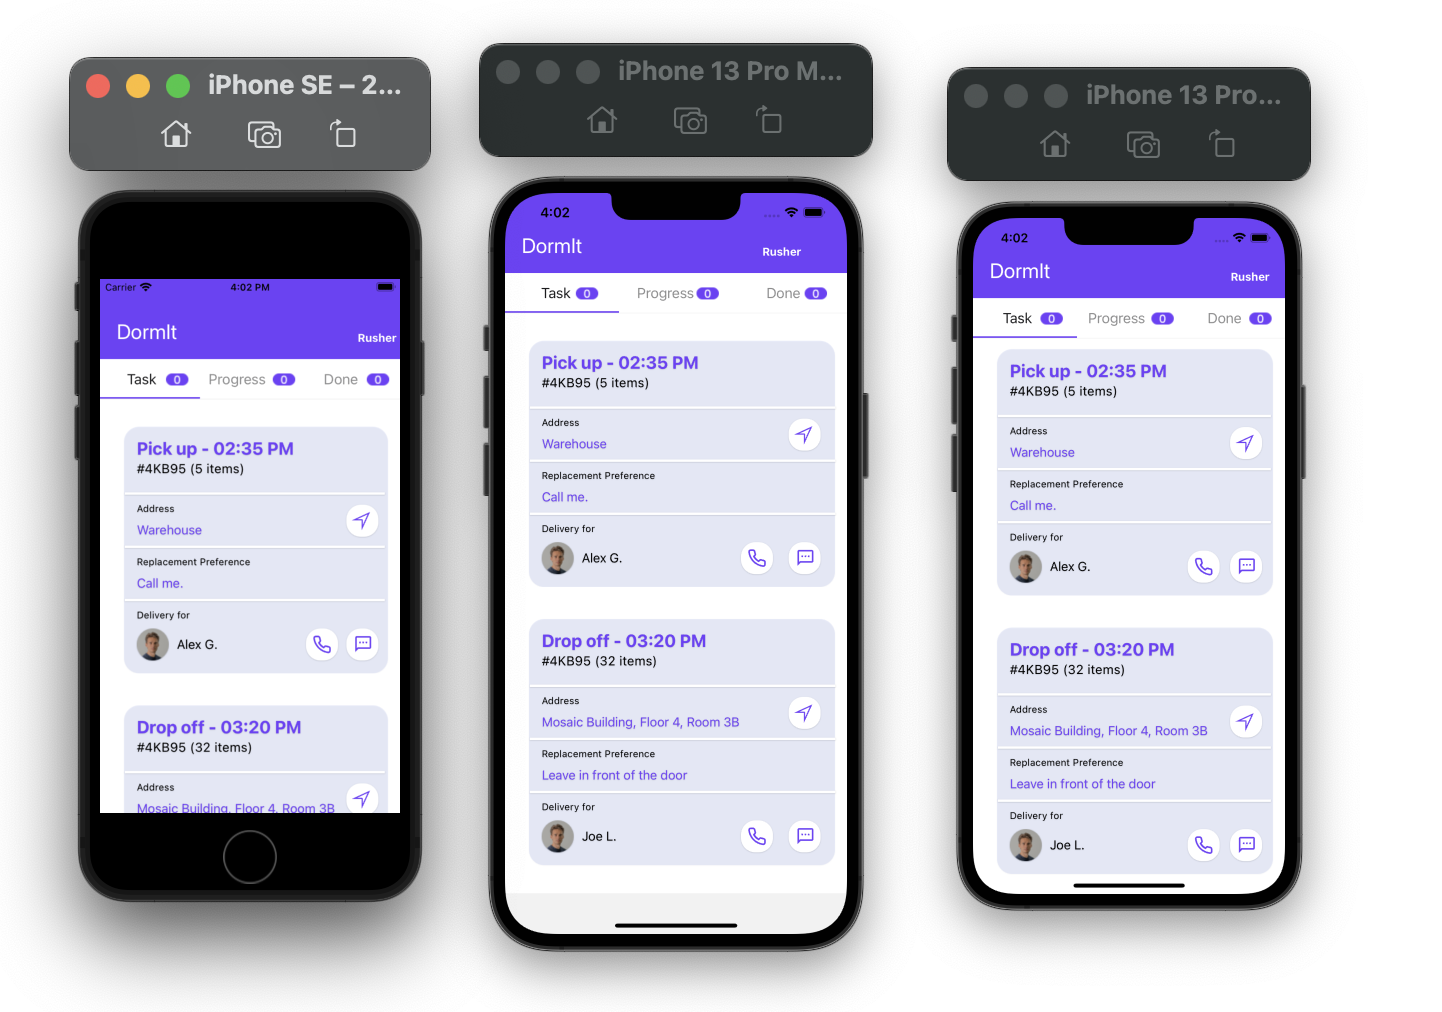 iPhone SE – 2...
Carrier
4:02 PM
DormIt
Rusher
Task 0
Progress 0
Done 0
Pick up - 02:35 PM
#4KB95 (5 items)
Address
Warehouse
Replacement Preference
Call me.
Delivery for
Alex G.
Drop off - 03:20 PM
#4KB95 (32 items)
Address
Mosaic Building, Floor 4, Room 3B
iPhone 13 Pro M...
4:02
DormIt
Rusher
Task 0
Progress 0
Done 0
Pick up - 02:35 PM
#4KB95 (5 items)
Address
Warehouse
Replacement Preference
Call me.
Delivery for
Alex G.
Drop off - 03:20 PM
#4KB95 (32 items)
Address
Mosaic Building, Floor 4, Room 3B
Replacement Preference
Leave in front of the door
Delivery for
Joe L.
iPhone 13 Pro...
4:02
DormIt
Rusher
Task 0
Progress 0
Done 0
Pick up - 02:35 PM
#4KB95 (5 items)
Address
Warehouse
Replacement Preference
Call me.
Delivery for
Alex G.
Drop off - 03:20 PM
#4KB95 (32 items)
Address
Mosaic Building, Floor 4, Room 3B
Replacement Preference
Leave in front of the door
Delivery for
Joe L.